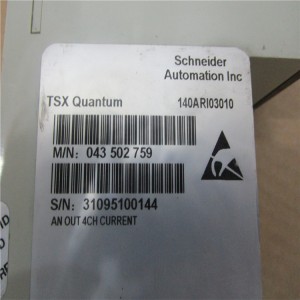 Schneider
Automation Inc
TSX Quantum 140ARI03010
M/N: 043 502 759
S/N: 31095100144
AN OUT 4CH CURRENT